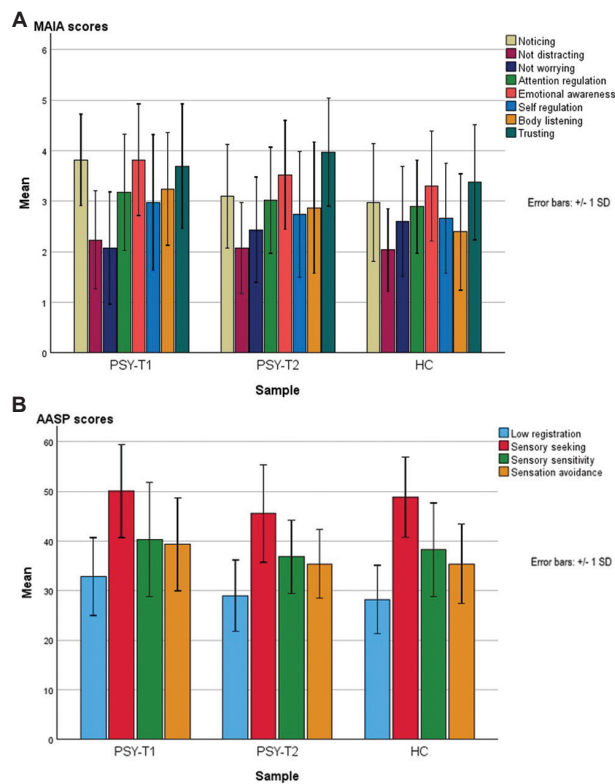 A
MAIA scores
6
5
4
3
2
1
0
Mean
PSY-T1
PSY-T2
HC
Sample
Noticing
Not distracting
Not worrying
Attention regulation
Emotional awareness
Self regulation
Body listening
Trusting
Error bars: +/- 1 SD
B
AASP scores
60
50
40
30
20
10
0
Mean
PSY-T1
PSY-T2
HC
Sample
Low registration
Sensory seeking
Sensory sensitivity
Sensation avoidance
Error bars: +/- 1 SD